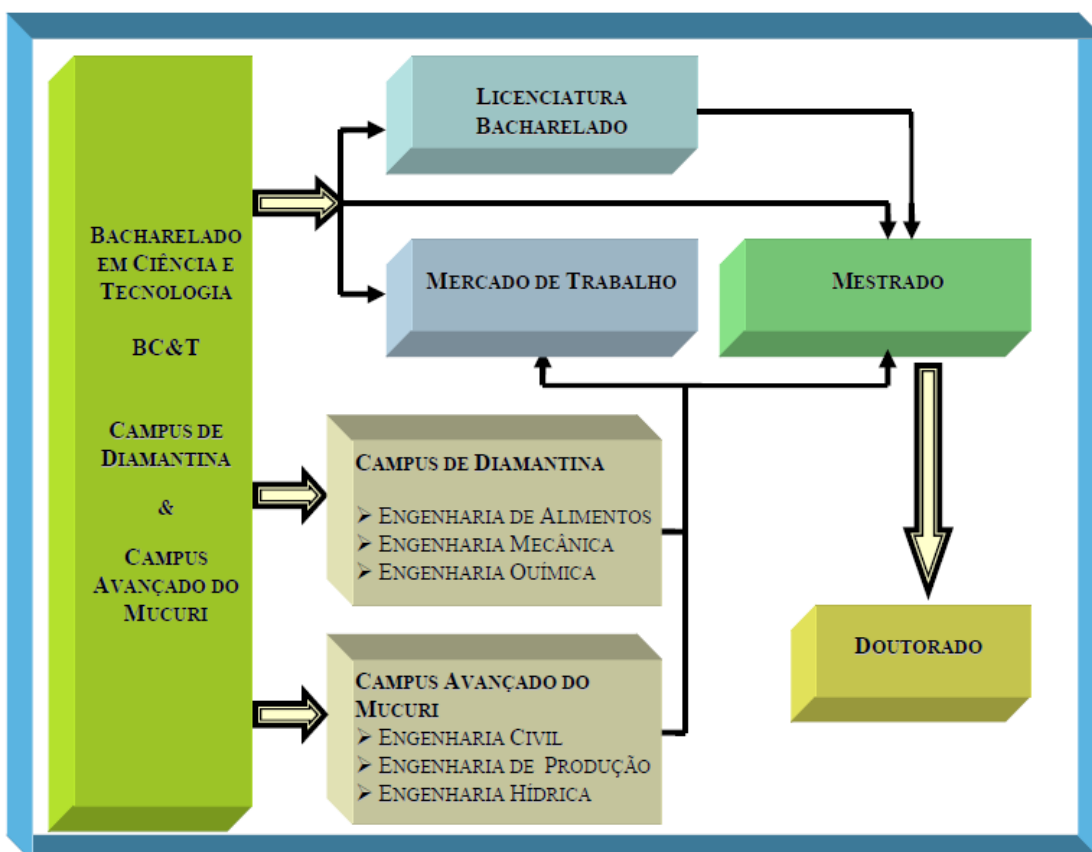 BACHARELADO
EM CIÊNCIA E
TECNOLOGIA
BC&T
CAMPUS DE
DIAMANTINA
&
CAMPUS
AVANÇADO DO
MUCURI
LICENCIATURA
BACHARELADO
MERCADO DE TRABALHO
MESTRADO
CAMPUS DE DIAMANTINA
➢ ENGENHARIA DE ALIMENTOS
➢ ENGENHARIA MECÂNICA
➢ ENGENHARIA QUÍMICA
CAMPUS AVANÇADO DO
MUCURI
➢ ENGENHARIA CIVIL
➢ ENGENHARIA DE PRODUÇÃO
➢ ENGENHARIA HÍDRICA
DOUTORADO